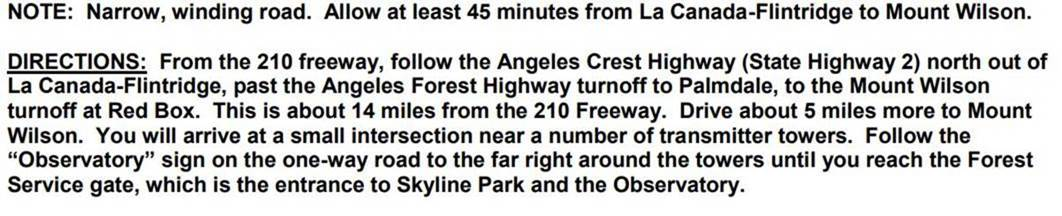 NOTE:  Narrow, winding road.  Allow at least 45 minutes from La Canada-Flintridge to Mount Wilson.
DIRECTIONS:  From the 210 freeway, follow the Angeles Crest Highway (State Highway 2) north out of
La Canada-Flintridge, past the Angeles Forest Highway turnoff to Palmdale, to the Mount Wilson
turnoff at Red Box.  This is about 14 miles from the 210 Freeway.  Drive about 5 miles more to Mount
Wilson.  You will arrive at a small intersection near a number of transmitter towers.  Follow the
“Observatory” sign on the one-way road to the far right around the towers until you reach the Forest
Service gate, which is the entrance to Skyline Park and the Observatory.